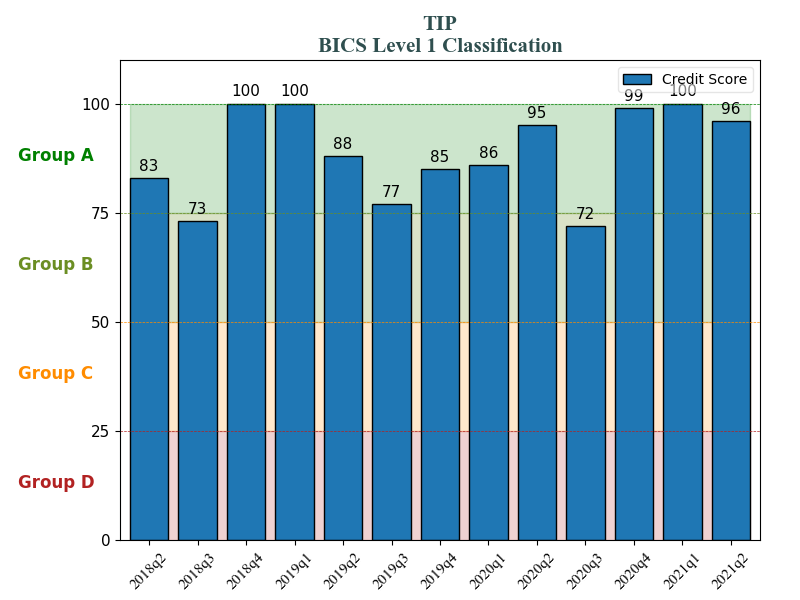 TIP
BICS Level 1 Classification
Credit Score
100
75
50
25
0
Group A
Group B
Group C
Group D
83
73
100
100
88
77
85
86
95
72
99
100
96
2018q2
2018q3
2018q4
2019q1
2019q2
2019q3
2019q4
2020q1
2020q2
2020q3
2020q4
2021q1
2021q2